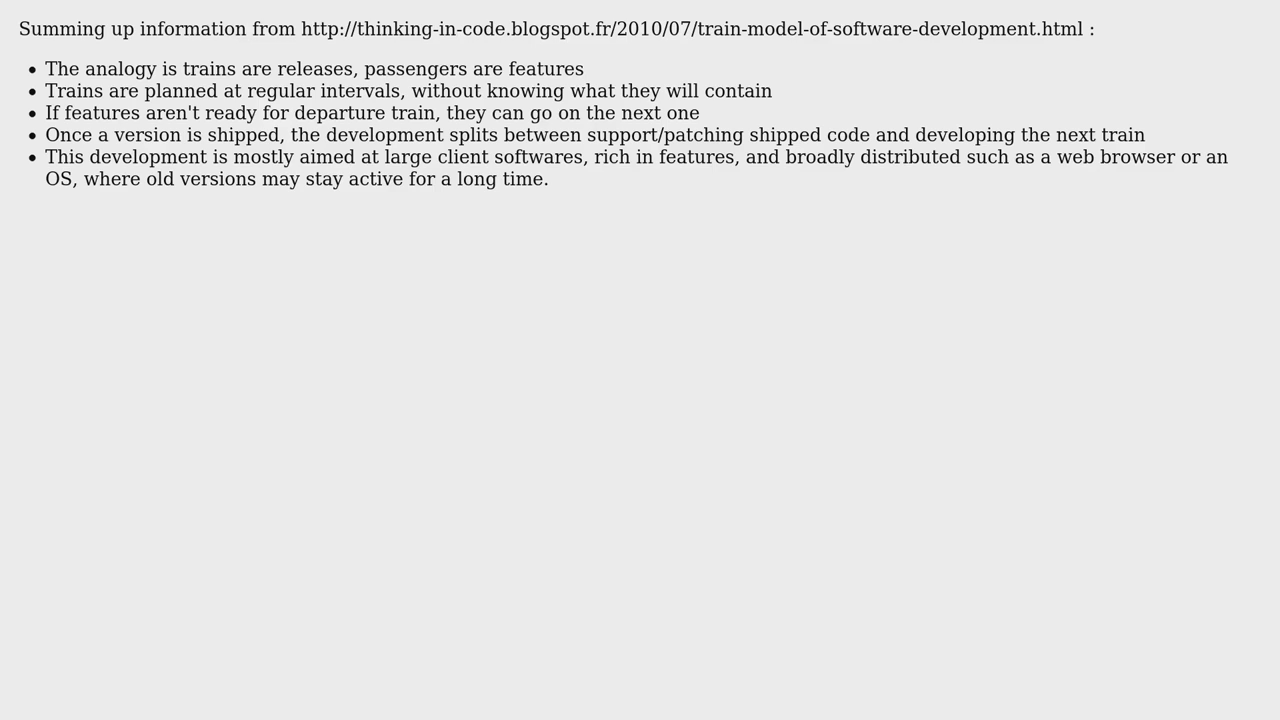 Summing up information from http://thinking-in-code.blogspot.fr/2010/07/train-model-of-software-development.html :
• The analogy is trains are releases, passengers are features
• Trains are planned at regular intervals, without knowing what they will contain
• If features aren't ready for departure train, they can go on the next one
• Once a version is shipped, the development splits between support/patching shipped code and developing the next train
• This development is mostly aimed at large client softwares, rich in features, and broadly distributed such as a web browser or an
OS, where old versions may stay active for a long time.